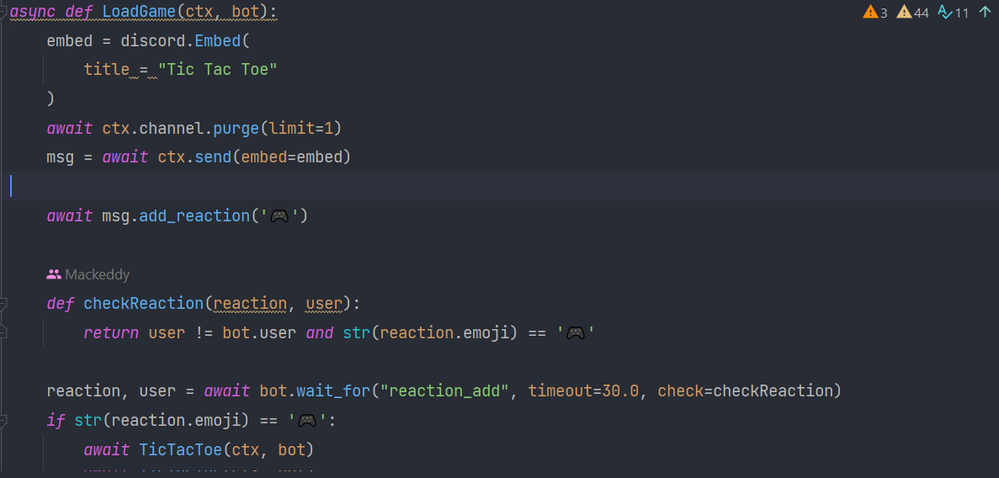 async def LoadGame(ctx, bot):
3 44 11
embed = discord.Embed(
title = "Tic Tac Toe"
)
await ctx.channel.purge(limit=1)
msg = await ctx.send(embed=embed)
await msg.add_reaction('🎮')
Mackeddy
def checkReaction(reaction, user):
return user != bot.user and str(reaction.emoji) == '🎮'
reaction, user = await bot.wait_for("reaction_add", timeout=30.0, check=checkReaction)
if str(reaction.emoji) == '🎮':
await TicTacToe(ctx, bot)